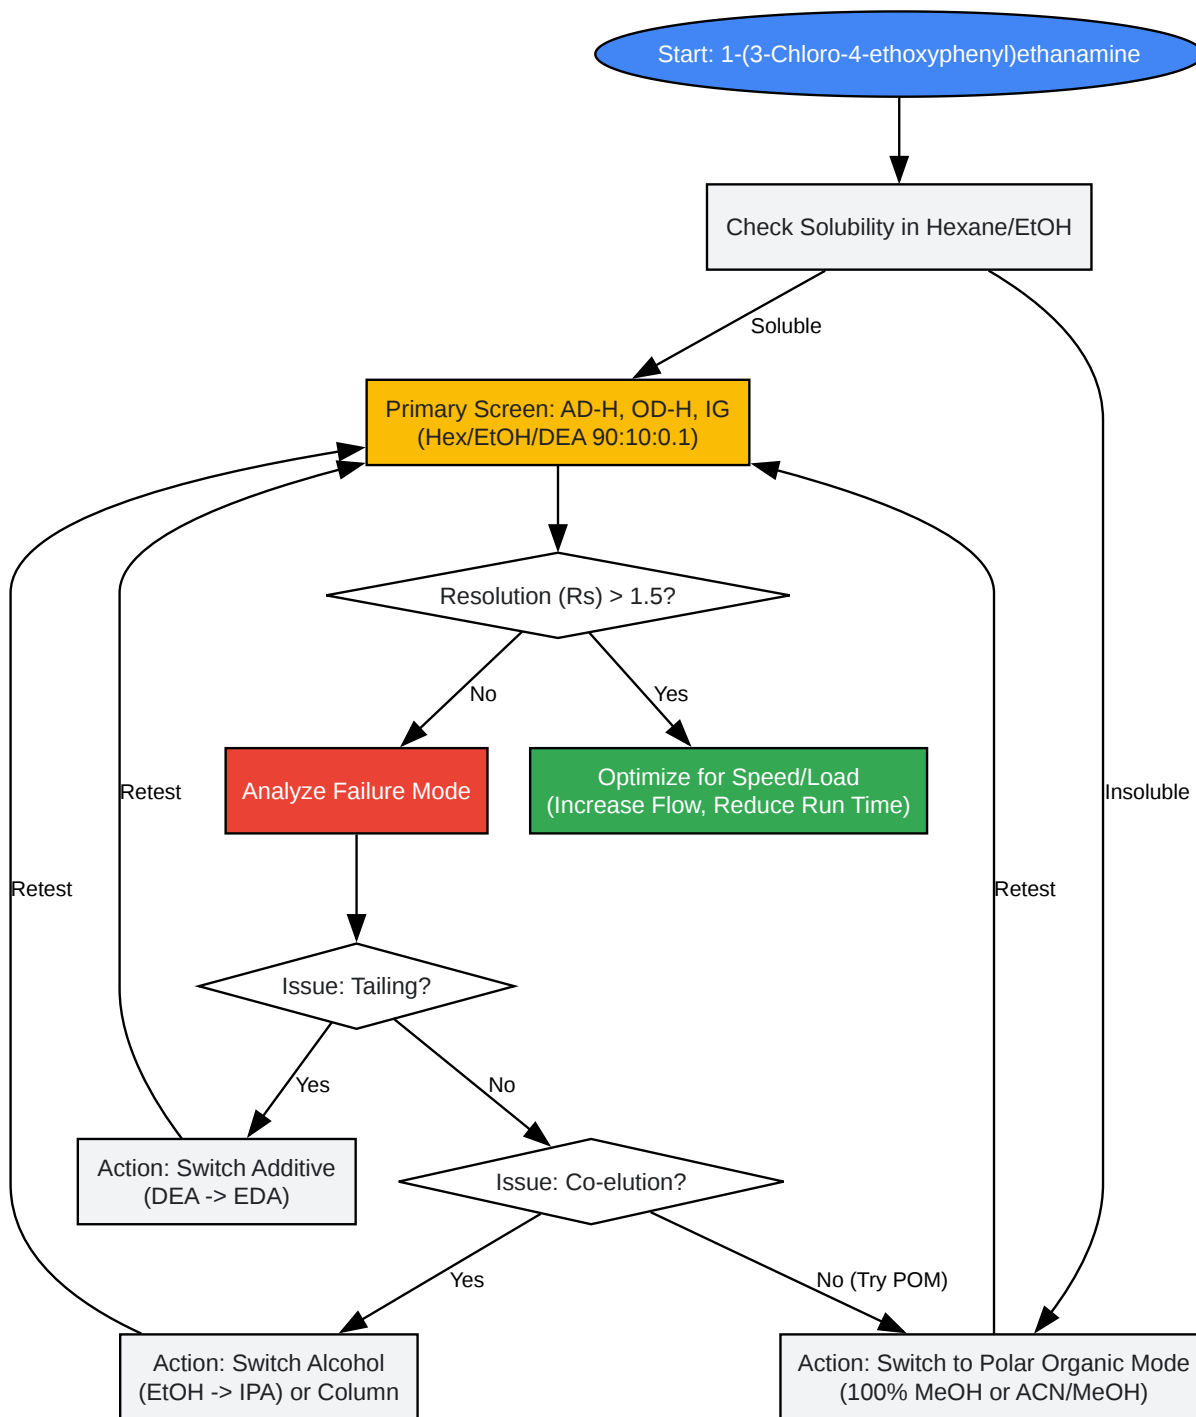 Start: 1-(3-Chloro-4-ethoxyphenyl)ethanamine
Check Solubility in Hexane/EtOH
Soluble
Primary Screen: AD-H, OD-H, IG
(Hex/EtOH/DEA 90:10:0.1)
Resolution (Rs) > 1.5?
No
Yes
Analyze Failure Mode
Optimize for Speed/Load
(Increase Flow, Reduce Run Time)
Retest
Insoluble
Retest
Retest
Issue: Tailing?
Yes
No
Action: Switch Additive
(DEA -> EDA)
Issue: Co-elution?
Yes
No (Try POM)
Action: Switch Alcohol
(EtOH -> IPA) or Column
Action: Switch to Polar Organic Mode
(100% MeOH or ACN/MeOH)